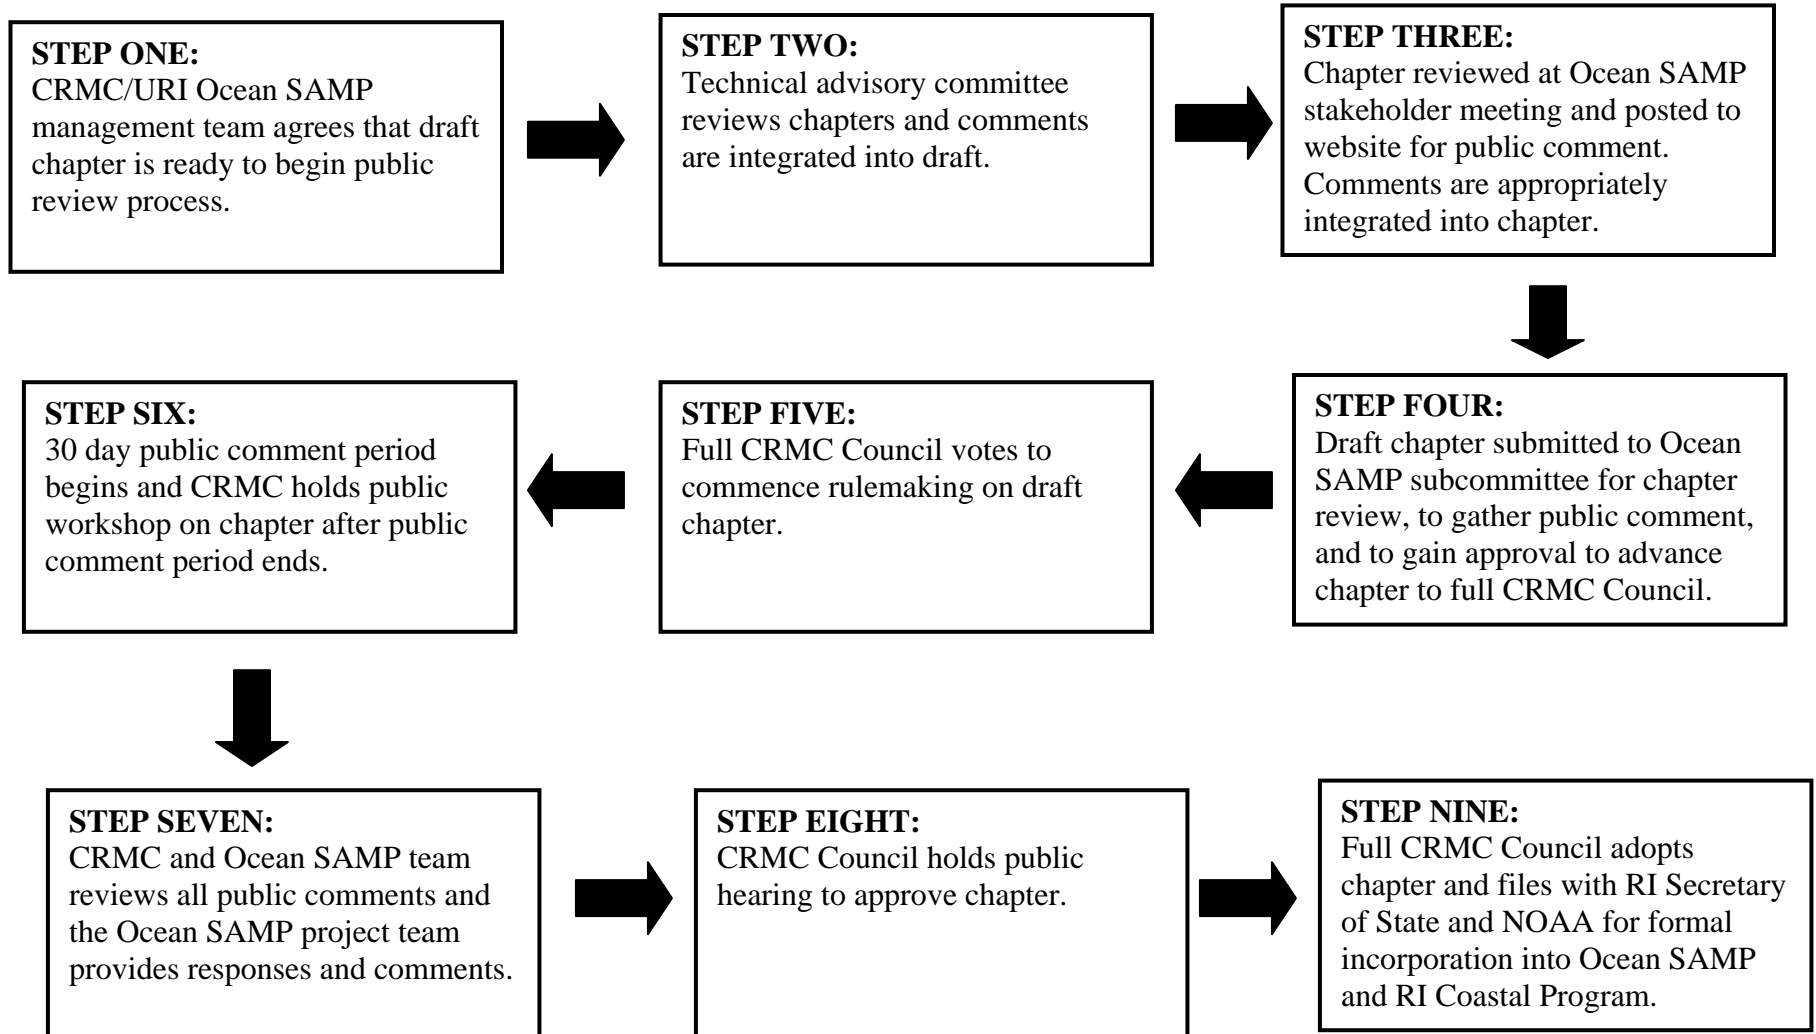 STEP ONE:
CRMC/URI Ocean SAMP
management team agrees that draft
chapter is ready to begin public
review process.
STEP TWO:
Technical advisory committee
reviews chapters and comments
are integrated into draft.
STEP THREE:
Chapter reviewed at Ocean SAMP
stakeholder meeting and posted to
website for public comment.
Comments are appropriately
integrated into chapter.
STEP FOUR:
Draft chapter submitted to Ocean
SAMP subcommittee for chapter
review, to gather public comment,
and to gain approval to advance
chapter to full CRMC Council.
STEP FIVE:
Full CRMC Council votes to
commence rulemaking on draft
chapter.
STEP SIX:
30 day public comment period
begins and CRMC holds public
workshop on chapter after public
comment period ends.
STEP SEVEN:
CRMC and Ocean SAMP team
reviews all public comments and
the Ocean SAMP project team
provides responses and comments.
STEP EIGHT:
CRMC Council holds public
hearing to approve chapter.
STEP NINE:
Full CRMC Council adopts
chapter and files with RI Secretary
of State and NOAA for formal
incorporation into Ocean SAMP
and RI Coastal Program.